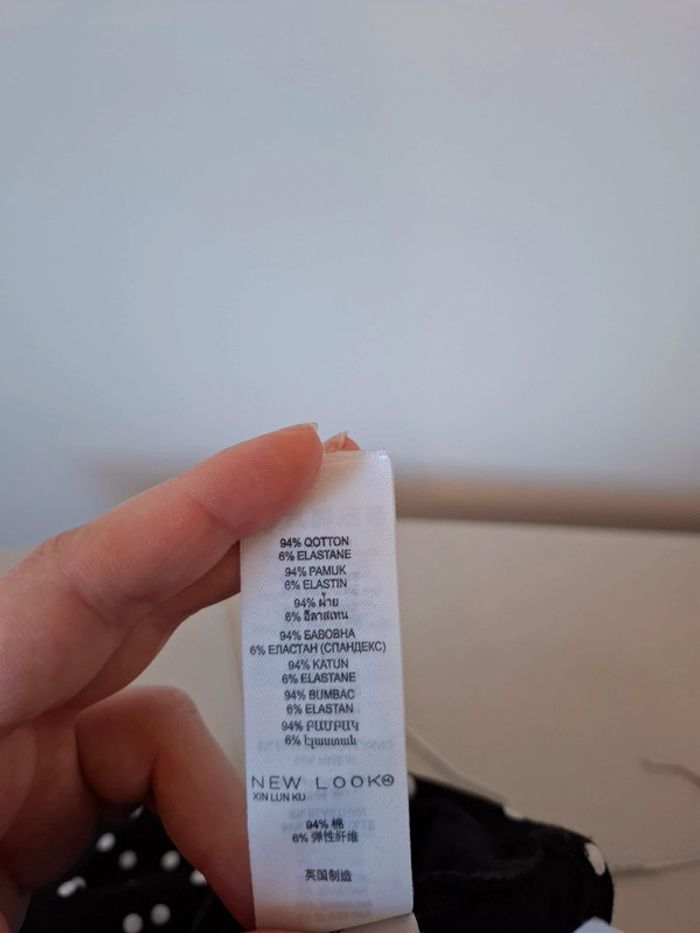 94% QOTTON
6% ELASTANE
94% PAMUK
6% ELASTIN
94% ฝ้าย
6% อีลาสเทน
94% БАВОВНА
6% ЕЛАСТАН (СПАНДЕКС)
94% KATUN
6% ELASTANE
94% BUMBAC
6% ELASTAN
94% ԲԱՄԲԱԿ
6% էլաստան
NEW LOOK
XIN LUN KU
94% 棉
6% 弹性纤维
英国制造